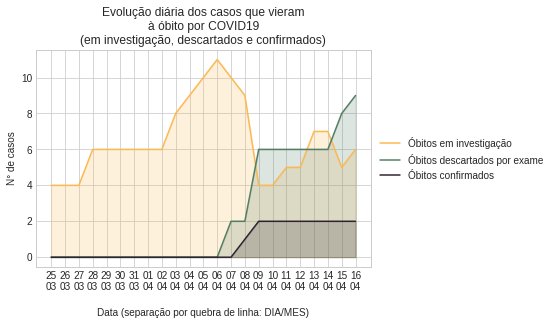 Evolução diária dos casos que vieram
à óbito por COVID19
(em investigação, descartados e confirmados)
N° de casos
10
8
6
4
2
0
Óbitos em investigação
Óbitos descartados por exame
Óbitos confirmados
25 26 27 28 29 30 31 01 02 03 04 05 06 07 08 09 10 11 12 13 14 15 16
03 03 03 03 03 03 03 04 04 04 04 04 04 04 04 04 04 04 04 04 04 04 04
Data (separação por quebra de linha: DIA/MES)